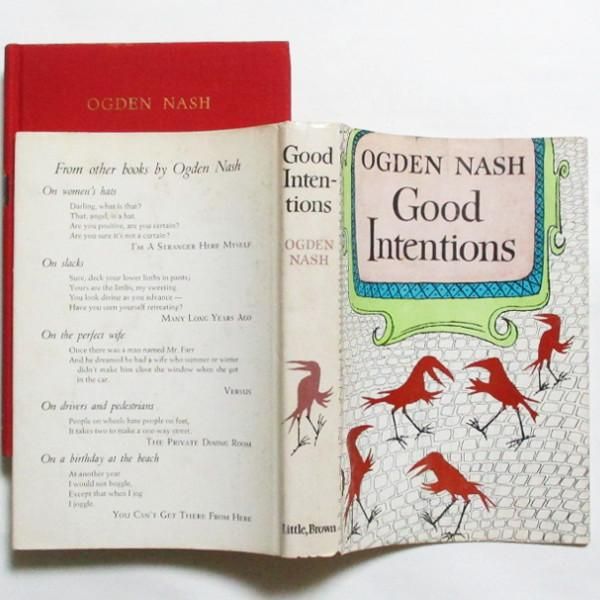 OGDEN NASH
From other books by Ogden Nash
On women's hats
Darling, what is that?
That, angel, is a hat.
Are you positive, are you certain?
Are you sure it's not a curtain?
I'M A STRANGER HERE MYSELF
On slacks
Sure, deck your lower limbs in pants;
Yours are the limbs, my sweeting.
You look divine as you advance —
Have you seen yourself retreating?
MANY LONG YEARS AGO
On the perfect wife
Once there was a man named Mr. Farr
And he dreamed he had a wife who summer or winter
didn't make him close the window when she got
in the car.
VERSUS
On drivers and pedestrians
People on wheels hate people on feet,
It takes two to make a one-way street.
THE PRIVATE DINING ROOM
On a birthday at the beach
At another year
I would not boggle,
Except that when I jog
I joggle.
YOU CAN'T GET THERE FROM HERE
Good
Inten-
tions
OGDEN
NASH
Little, Brown
OGDEN NASH
Good
Intentions